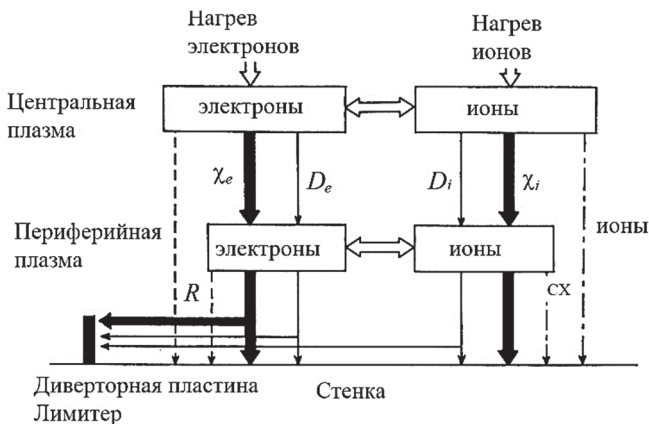 Нагрев
электронов
Нагрев
ионов
Центральная
плазма
электроны
ионы
χe
De
Di
χi
Периферийная
плазма
электроны
ионы
ионы
R
сх
Диверторная пластина
Лимитер
Стенка